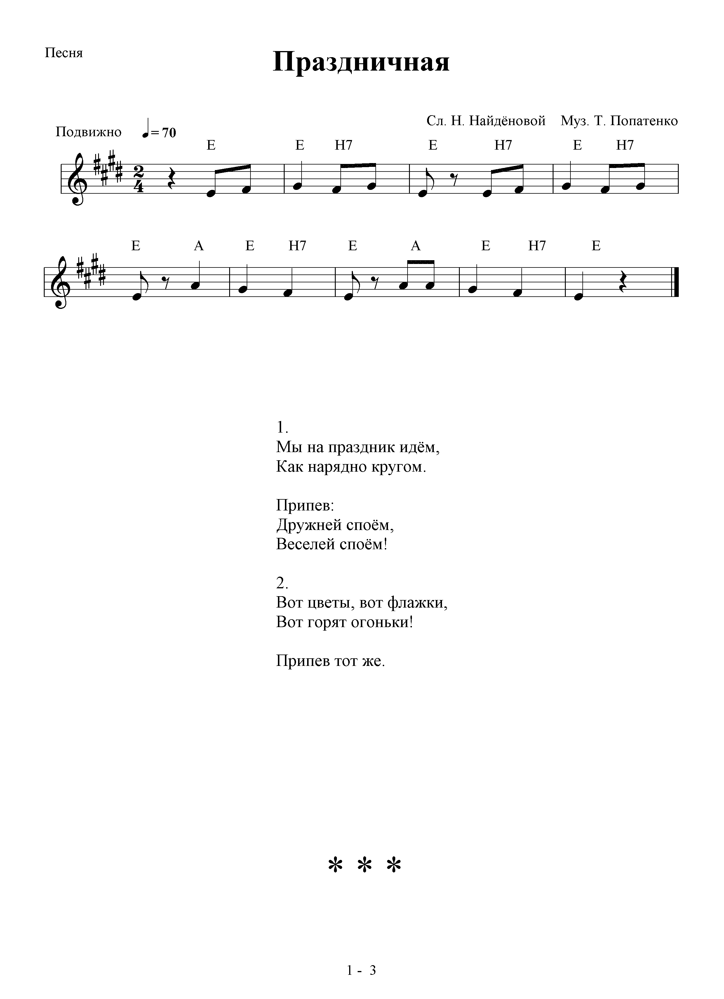 Песня
Праздничная
Сл. Н. Найдёновой Муз. Т. Попатенко
Подвижно = 70
E E H7 E H7 E H7
2
4
E A E H7 E A E H7 E
1.
Мы на праздник идём,
Как нарядно кругом.
Припев:
Дружней споём,
Веселей споём!
2.
Вот цветы, вот флажки,
Вот горят огоньки!
Припев тот же.
* * *
1 - 3